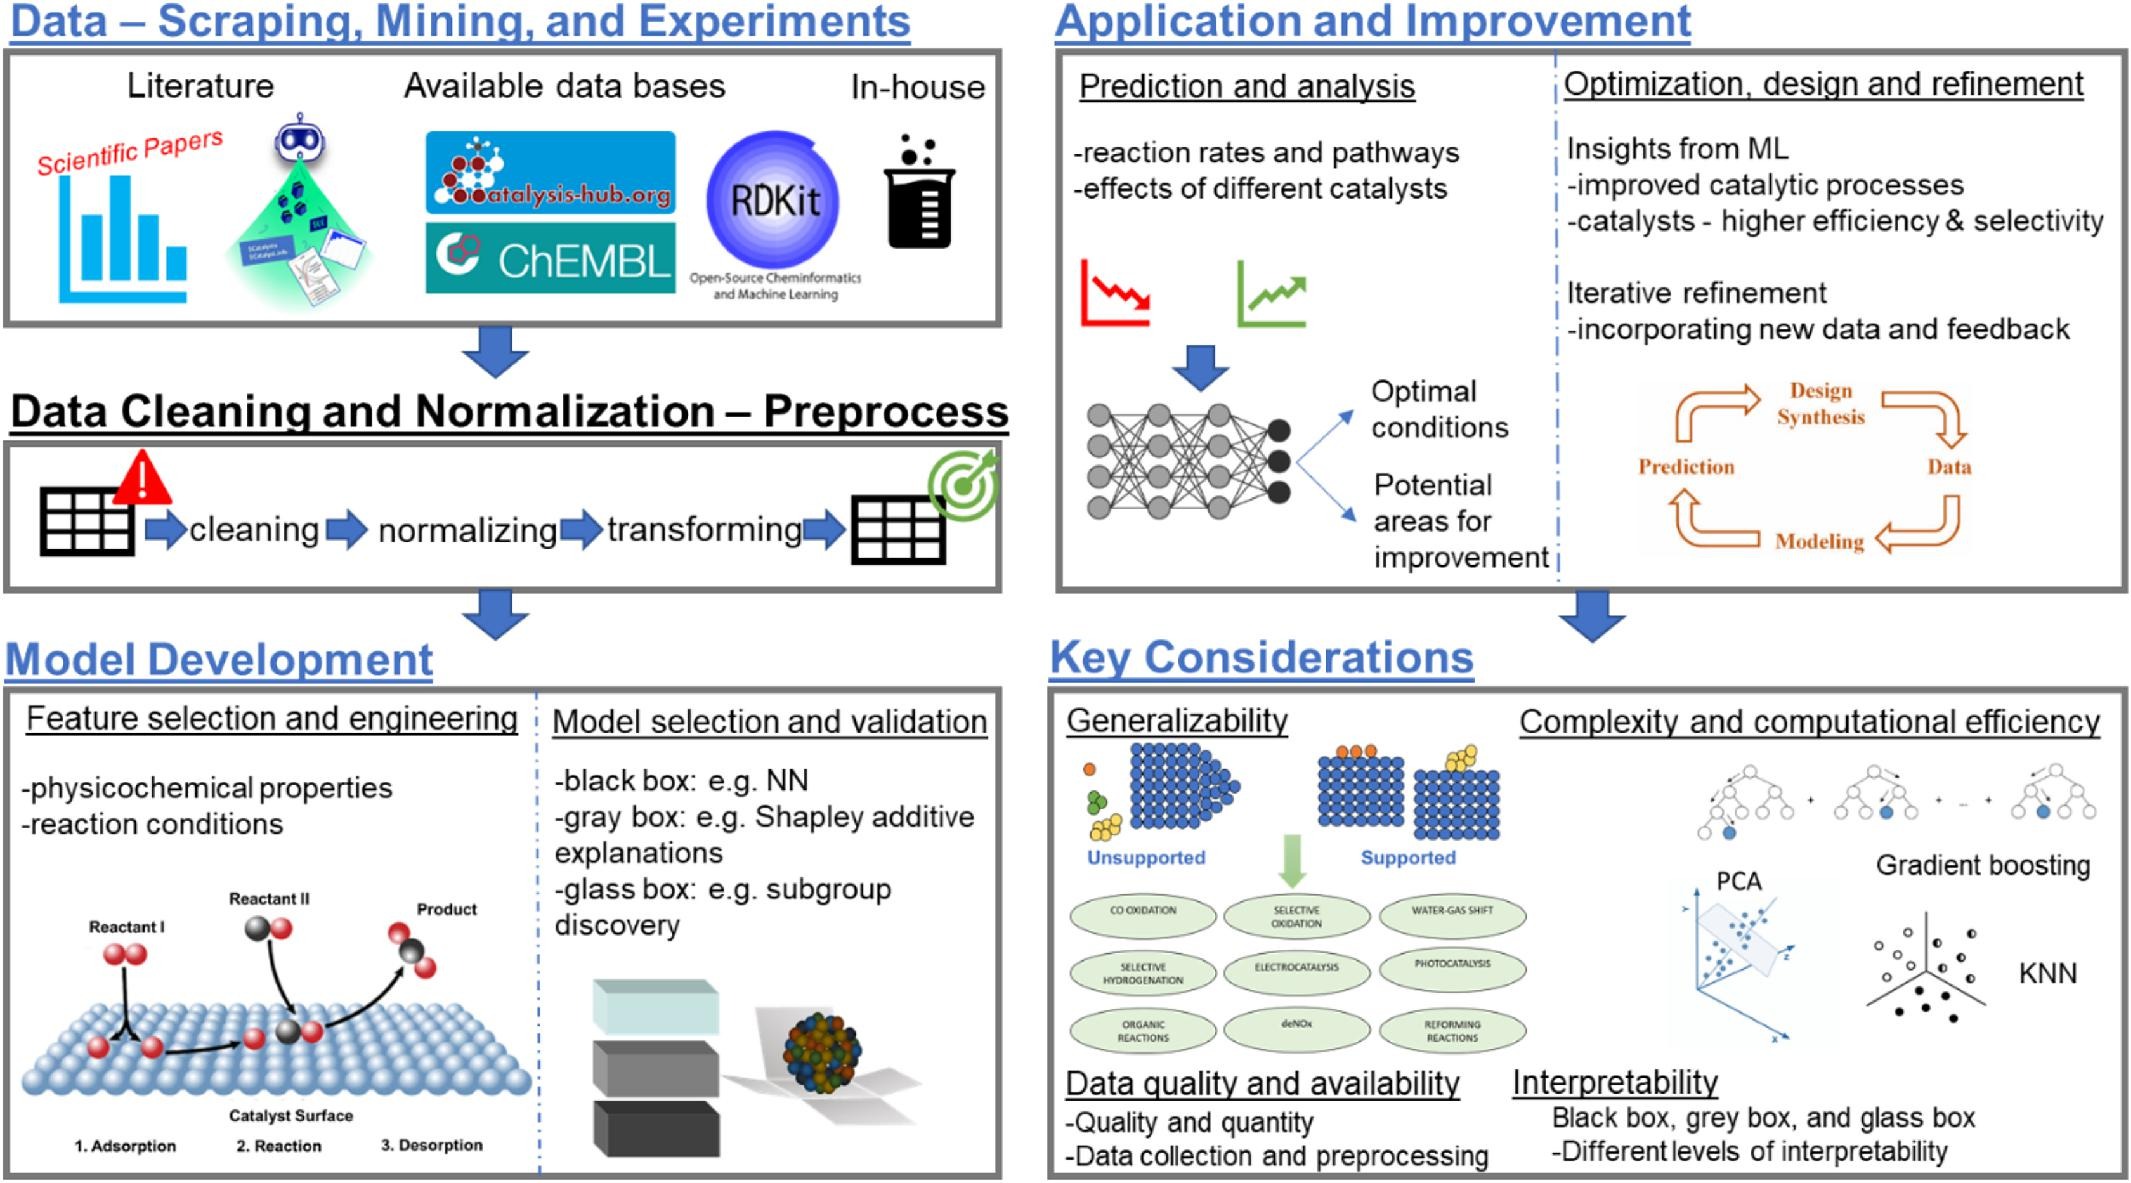 Data – Scraping, Mining, and Experiments
Literature
Available data bases
In-house
Scientific Papers
atalysis-hub.org
ChEMBL
RDKit
Open-Source Cheminformatics
and Machine Learning
Data Cleaning and Normalization – Preprocess
cleaning
normalizing
transforming
Model Development
Feature selection and engineering
-physicochemical properties
-reaction conditions
Reactant I
Reactant II
Product
Catalyst Surface
1. Adsorption
2. Reaction
3. Desorption
Model selection and validation
-black box: e.g. NN
-gray box: e.g. Shapley additive
explanations
-glass box: e.g. subgroup
discovery
Application and Improvement
Prediction and analysis
-reaction rates and pathways
-effects of different catalysts
Optimal
conditions
Potential
areas for
improvement
Optimization, design and refinement
Insights from ML
-improved catalytic processes
-catalysts - higher efficiency & selectivity
Iterative refinement
-incorporating new data and feedback
Design
Synthesis
Prediction
Data
Modeling
Key Considerations
Generalizability
Unsupported
Supported
CO OXIDATION
SELECTIVE
OXIDATION
WATER-GAS SHIFT
SELECTIVE
HYDROGENATION
ELECTROCATALYSIS
PHOTOCATALYSIS
ORGANIC
REACTIONS
deNOx
REFORMING
REACTIONS
Complexity and computational efficiency
+
+ ... +
Gradient boosting
PCA
Y
Z
X
KNN
Data quality and availability
-Quality and quantity
-Data collection and preprocessing
Interpretability
Black box, grey box, and glass box
-Different levels of interpretability